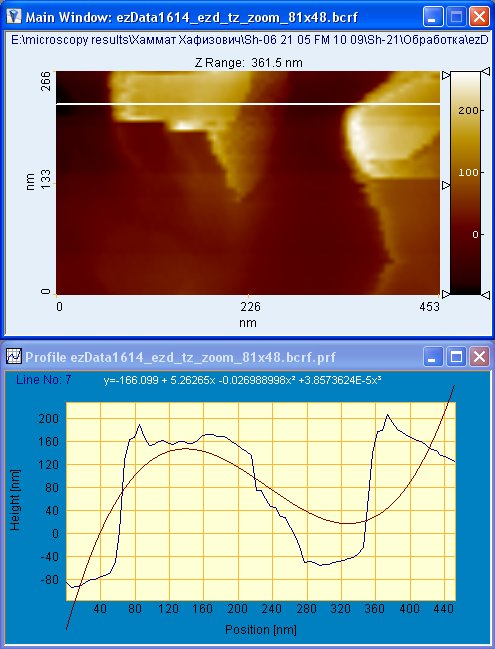 Main Window: ezData1614_ezd_tz_zoom_81x48.bcrf
E:\microscopy results\Хаммат Хафизович\Sh-06 21 05 FM 10 09\Sh-21\Обработка\ezD
Z Range: 361.5 nm
266
133
0
nm
200
100
0
0
226
453
nm
Profile ezData1614_ezd_tz_zoom_81x48.bcrf.prf
Line No: 7
y=-166.099 + 5.26265x -0.026988998x² +3.8573624E-5x³
200
160
120
80
40
0
-40
-80
Height [nm]
40 80 120 160 200 240 280 320 360 400 440
Position [nm]